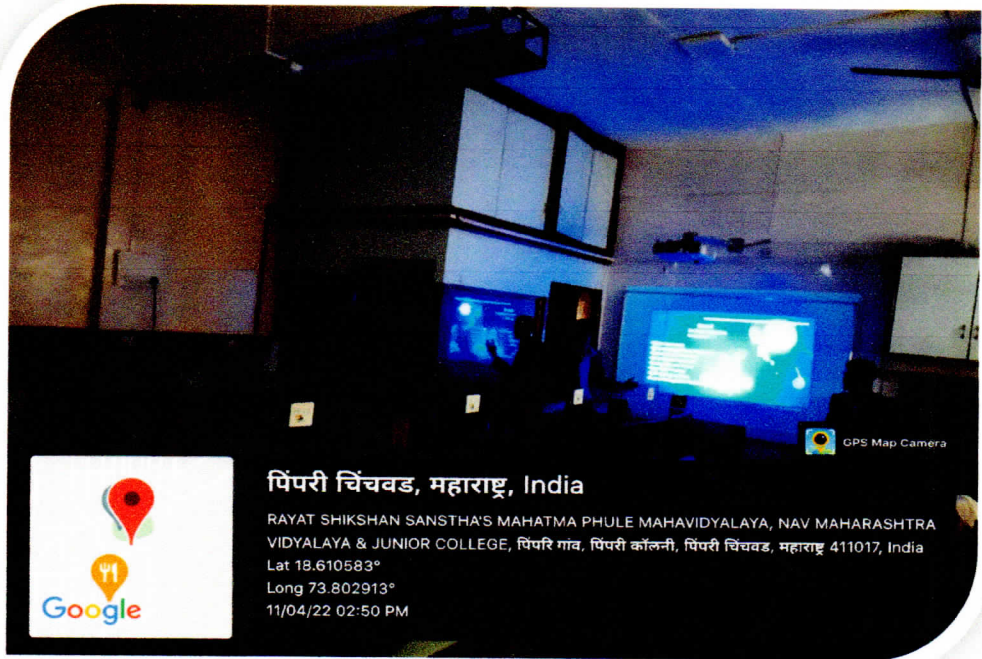 GPS Map Camera
पिंपरी चिंचवड, महाराष्ट्र, India
RAYAT SHIKSHAN SANSTHA'S MAHATMA PHULE MAHAVIDYALAYA, NAV MAHARASHTRA
VIDYALAYA & JUNIOR COLLEGE, पिंपरि गांव, पिंपरी कॉलनी, पिंपरी चिंचवड, महाराष्ट्र 411017, India
Lat 18.610583°
Long 73.802913°
11/04/22 02:50 PM
Google